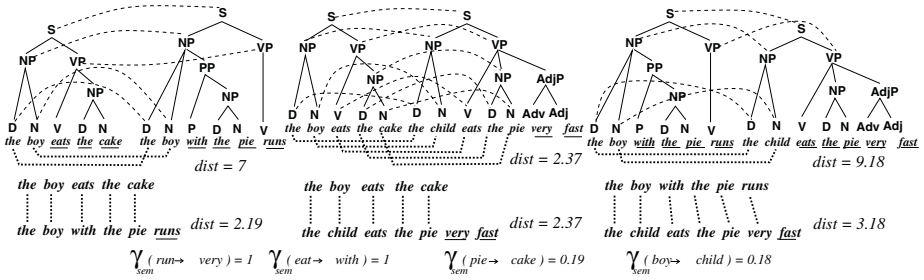 S S S S S S
NP VP NP VP NP VP NP VP NP VP NP VP
PP NP NP NP AdjP PP NP AdjP
D N V D N D N P D N V D N V D N D N V D N Adv Adj D N P D N V D N V Adv Adj
the boy eats the cake the boy with the pie runs
the boy eats the cake the child eats the pie very fast
the boy with the pie runs the child eats the pie very fast
dist = 7
dist = 2.37
dist = 9.18
the boy eats the cake
the boy with the pie runs
dist = 2.19
the boy eats the cake
the child eats the pie very fast
dist = 2.37
the boy with the pie runs
the child eats the pie very fast
dist = 3.18
γsem ( run→ very ) = 1 γsem ( eat→ with ) = 1 γsem ( pie→ cake ) = 0.19 γsem ( boy→ child ) = 0.18